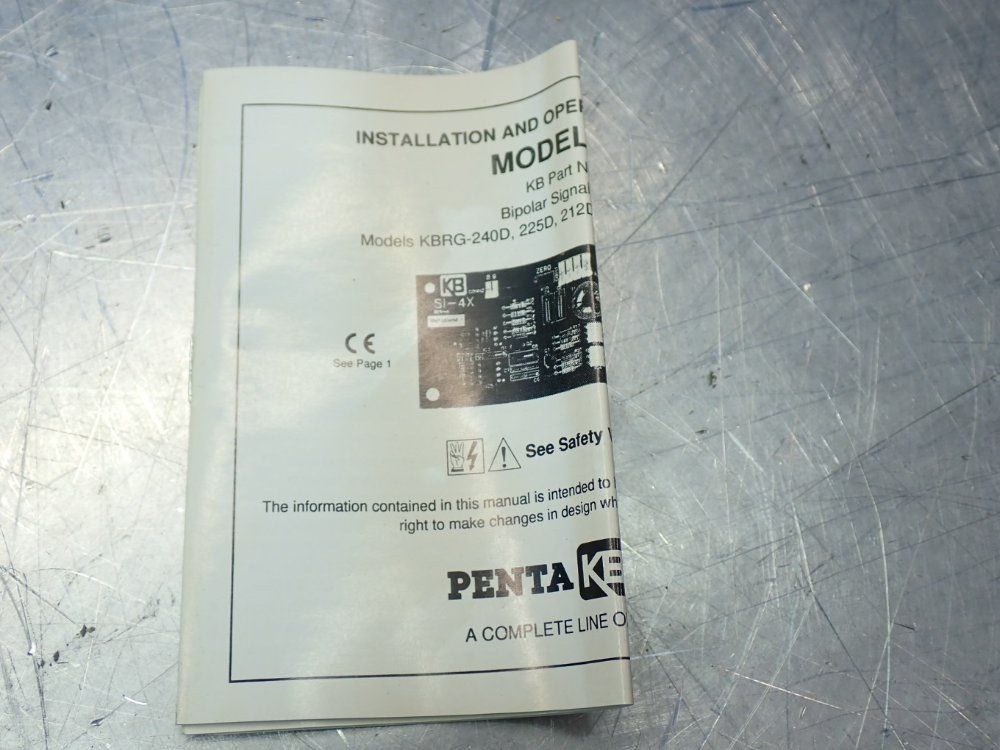 INSTALLATION AND OPE
MODEL
KB Part N
Bipolar Signal
Models KBRG-240D, 225D, 212D
KB
ZERO
SI-4X
CE
See Page 1
See Safety
The information contained in this manual is intended to
right to make changes in design wh
PENTA KB
A COMPLETE LINE O